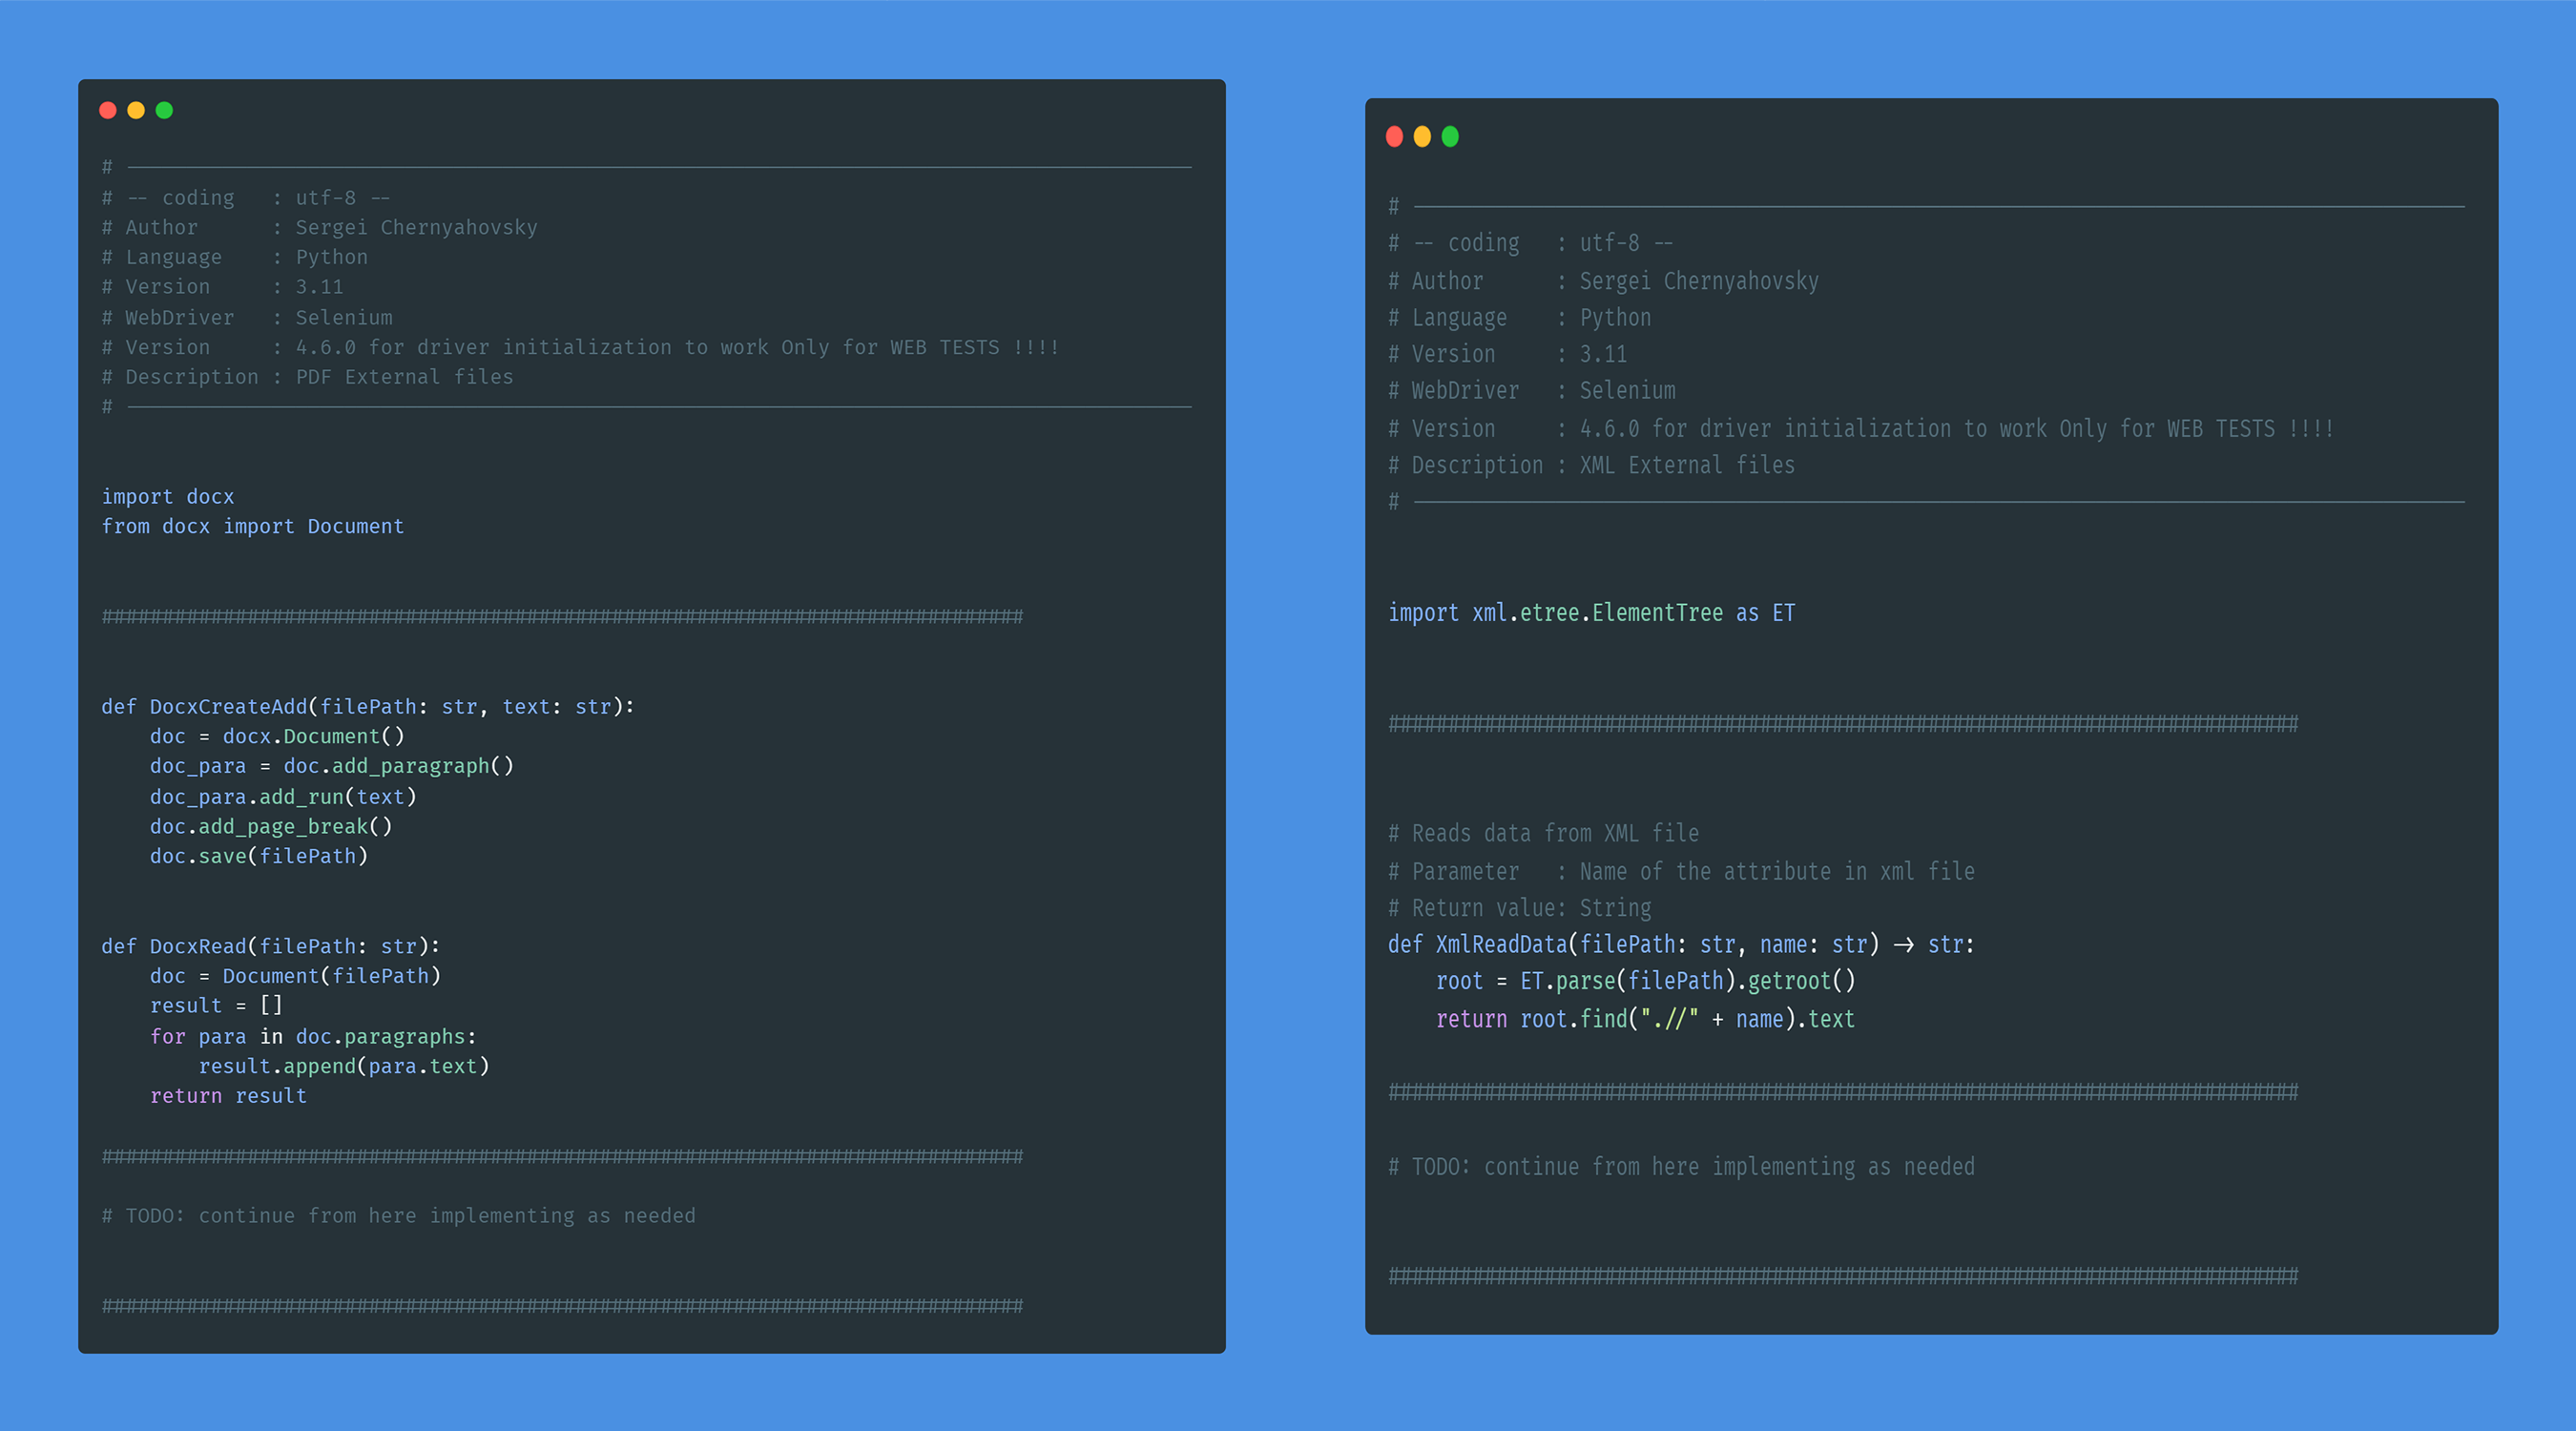 # ──────────────────────────────────────────────────────────
# -- coding   : utf-8 --
# Author      : Sergei Chernyahovsky
# Language    : Python
# Version     : 3.11
# WebDriver   : Selenium
# Version     : 4.6.0 for driver initialization to work Only for WEB TESTS !!!!
# Description : PDF External files
# ──────────────────────────────────────────────────────────
import docx
from docx import Document
############################################################################
def DocxCreateAdd(filePath: str, text: str):
    doc = docx.Document()
    doc_para = doc.add_paragraph()
    doc_para.add_run(text)
    doc.add_page_break()
    doc.save(filePath)
def DocxRead(filePath: str):
    doc = Document(filePath)
    result = []
    for para in doc.paragraphs:
        result.append(para.text)
    return result
############################################################################
# TODO: continue from here implementing as needed
############################################################################
# ──────────────────────────────────────────────────────────
# -- coding   : utf-8 --
# Author      : Sergei Chernyahovsky
# Language    : Python
# Version     : 3.11
# WebDriver   : Selenium
# Version     : 4.6.0 for driver initialization to work Only for WEB TESTS !!!!
# Description : XML External files
# ──────────────────────────────────────────────────────────
import xml.etree.ElementTree as ET
############################################################################
# Reads data from XML file
# Parameter   : Name of the attribute in xml file
# Return value: String
def XmlReadData(filePath: str, name: str) → str:
    root = ET.parse(filePath).getroot()
    return root.find(".//" + name).text
############################################################################
# TODO: continue from here implementing as needed
############################################################################